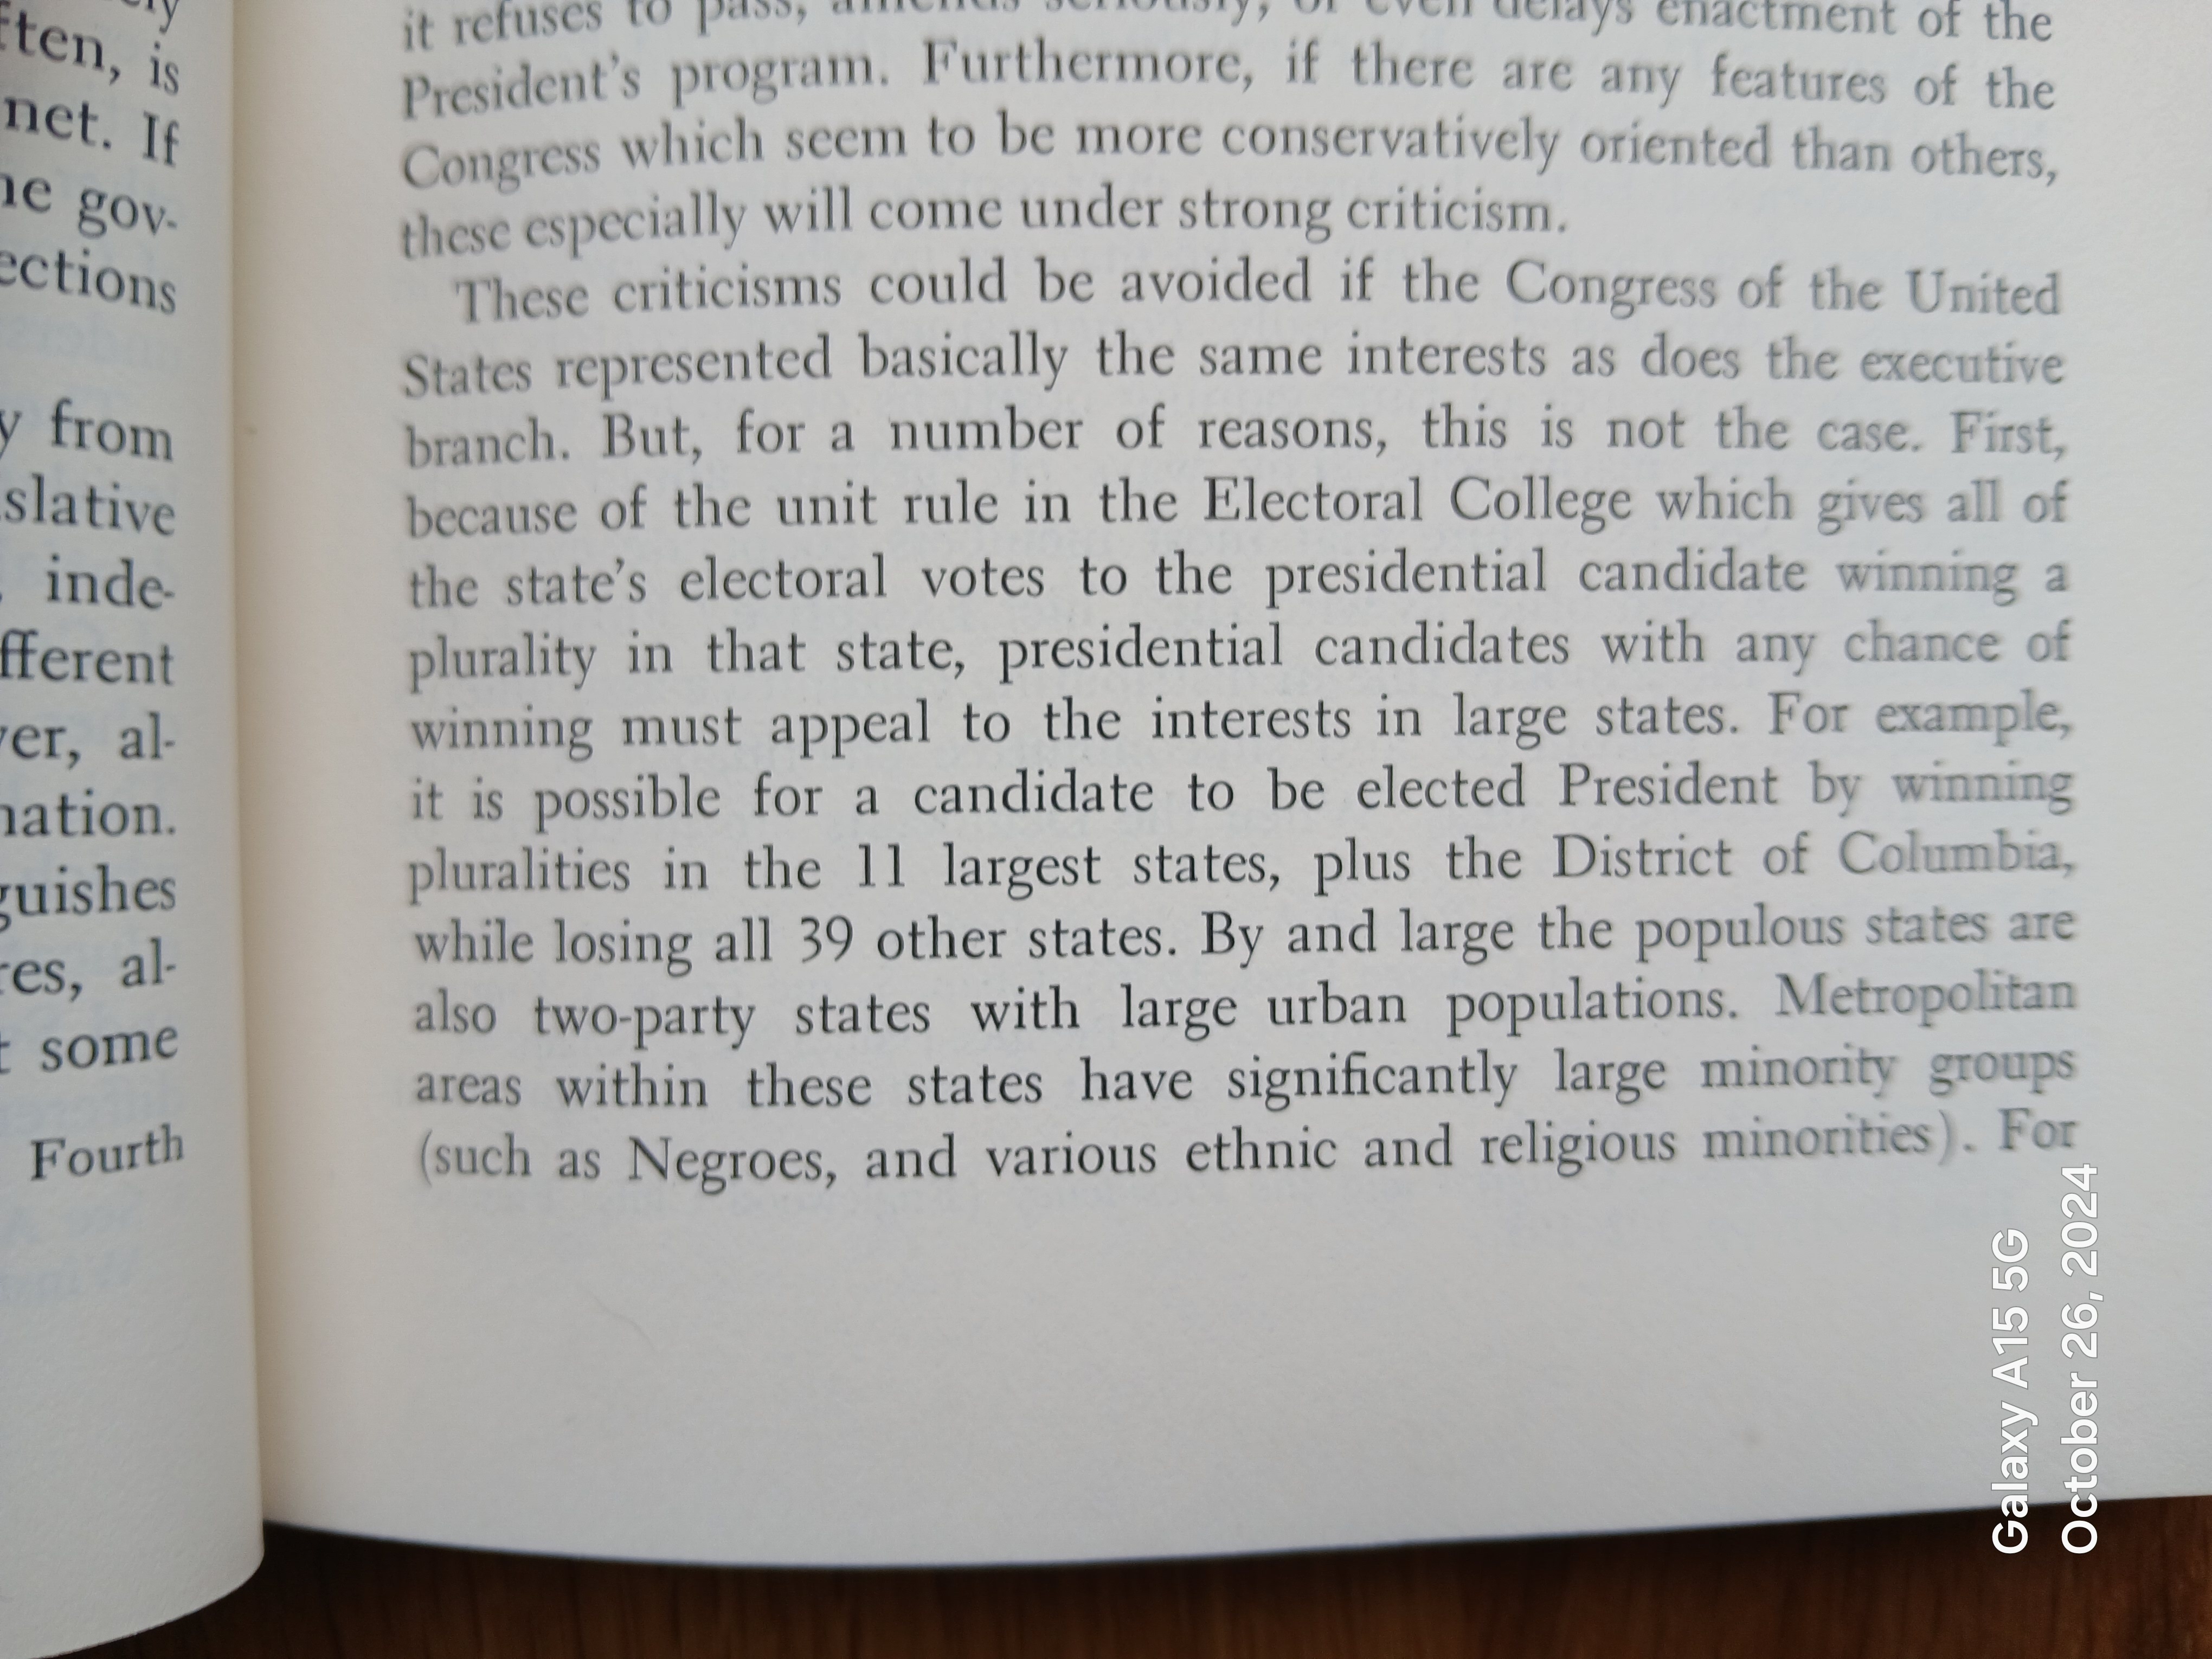 ften, is
net. If
he gov-
ections
y from
slative
inde-
fferent
ver, al-
nation.
guishes
res, al-
t some
Fourth
it refuses to pass, amends seriously, or even delays enactment of the
President's program. Furthermore, if there are any features of the
Congress which seem to be more conservatively oriented than others,
these especially will come under strong criticism.
These criticisms could be avoided if the Congress of the United
States represented basically the same interests as does the executive
branch. But, for a number of reasons, this is not the case. First,
because of the unit rule in the Electoral College which gives all of
the state's electoral votes to the presidential candidate winning a
plurality in that state, presidential candidates with any chance of
winning must appeal to the interests in large states. For example,
it is possible for a candidate to be elected President by winning
pluralities in the 11 largest states, plus the District of Columbia,
while losing all 39 other states. By and large the populous states are
also two-party states with large urban populations. Metropolitan
areas within these states have significantly large minority groups
(such as Negroes, and various ethnic and religious minorities). For
Galaxy A15 5G
October 26, 2024